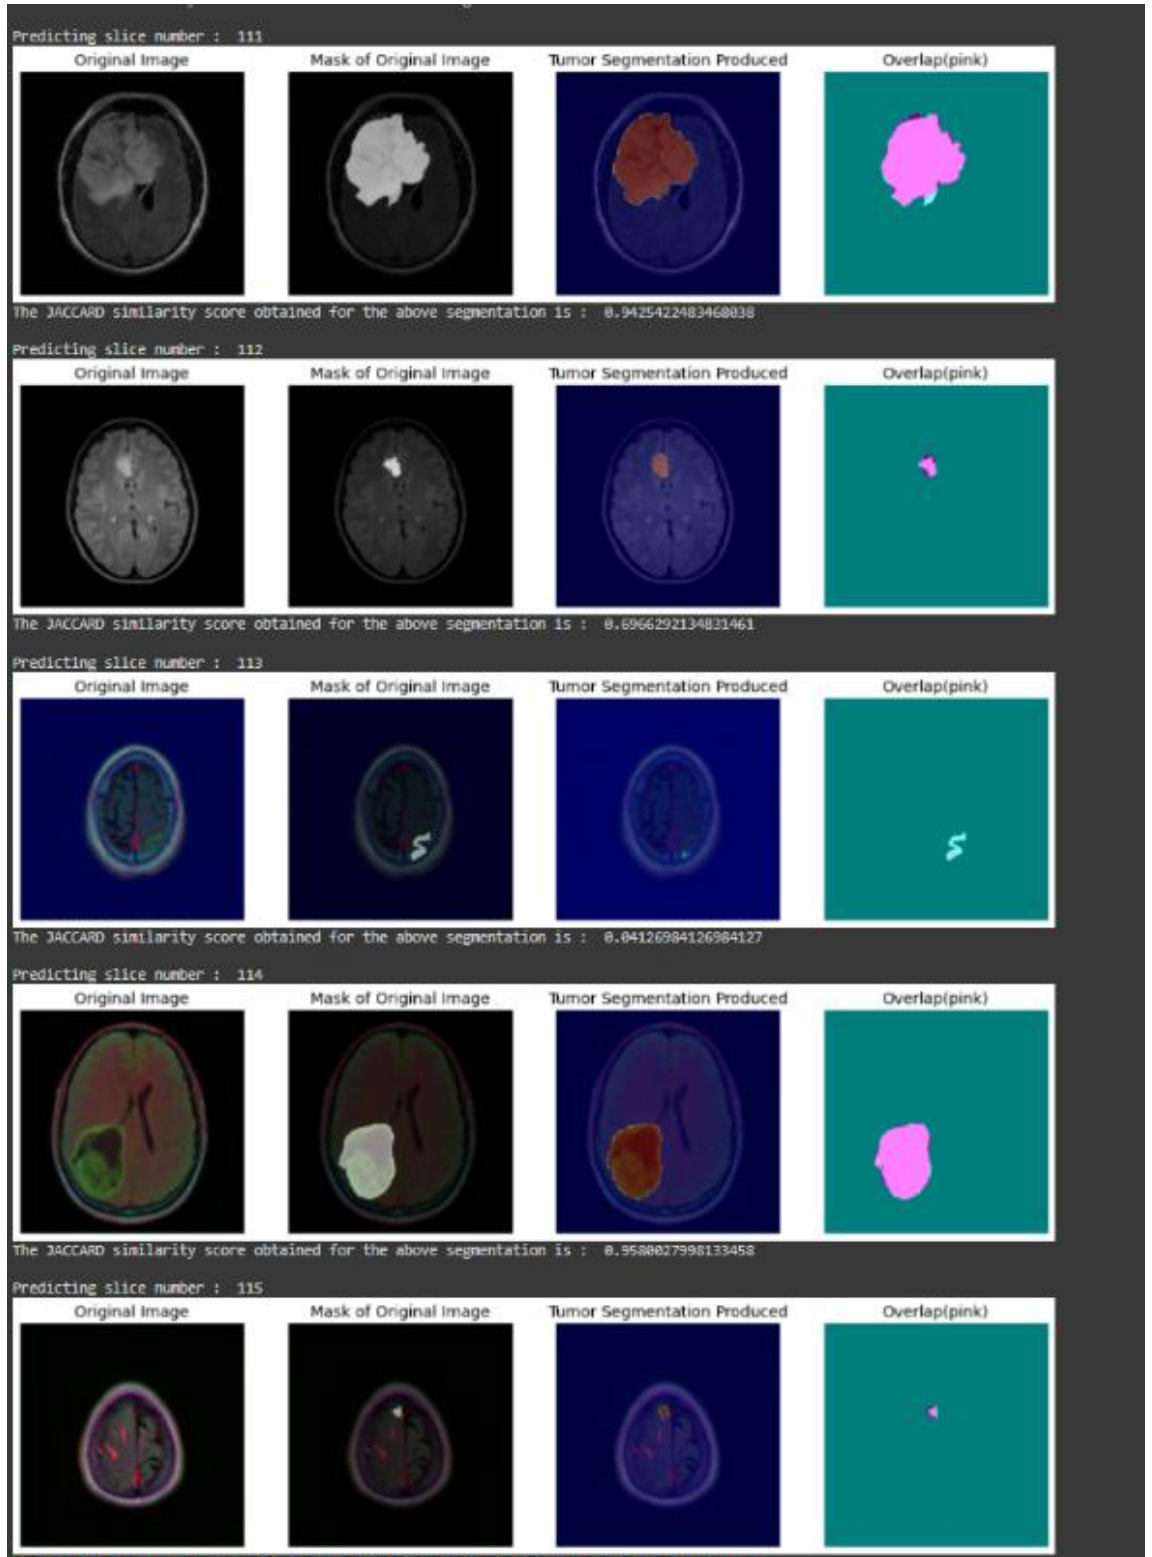 Predicting slice number : 111
Original Image Mask of Original Image Tumor Segmentation Produced Overlap(pink)
The JACCARD similarity score obtained for the above segmentation is : 0.9425422483468038
Predicting slice number : 112
Original Image Mask of Original Image Tumor Segmentation Produced Overlap(pink)
The JACCARD similarity score obtained for the above segmentation is : 0.6966292134831461
Predicting slice number : 113
Original Image Mask of Original Image Tumor Segmentation Produced Overlap(pink)
The JACCARD similarity score obtained for the above segmentation is : 0.04126984126984127
Predicting slice number : 114
Original Image Mask of Original Image Tumor Segmentation Produced Overlap(pink)
The JACCARD similarity score obtained for the above segmentation is : 0.9580027998133458
Predicting slice number : 115
Original Image Mask of Original Image Tumor Segmentation Produced Overlap(pink)